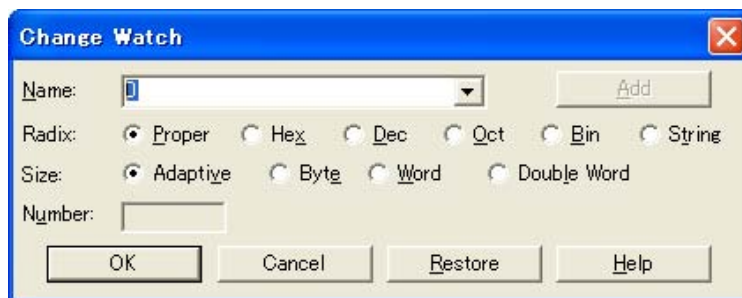 Change Watch
Name: Add
Radix: Proper Hex Dec Oct Bin String
Size: Adaptive Byte Word Double Word
Number:
OK Cancel Restore Help